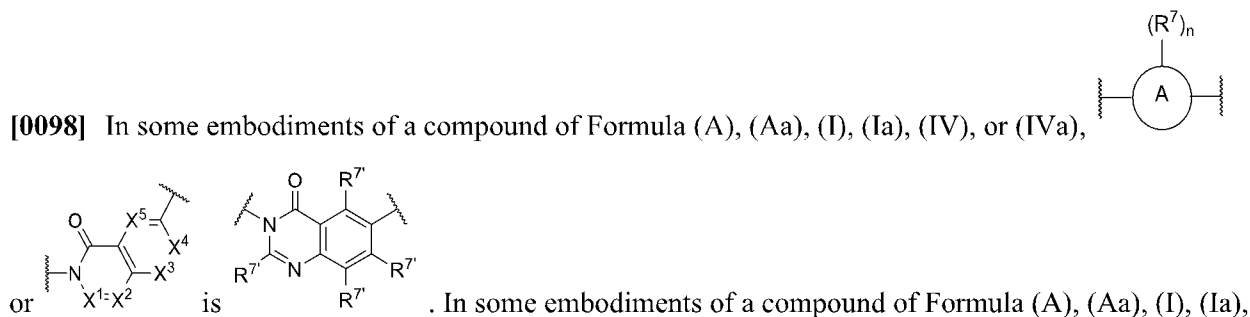 (R⁷)ₙ
A
[0098] In some embodiments of a compound of Formula (A), (Aa), (I), (Ia), (IV), or (IVa),
O X⁵ X⁴ X³ N X¹=X²
O R⁷' N R⁷' N R⁷' R⁷'
or is . In some embodiments of a compound of Formula (A), (Aa), (I), (Ia),